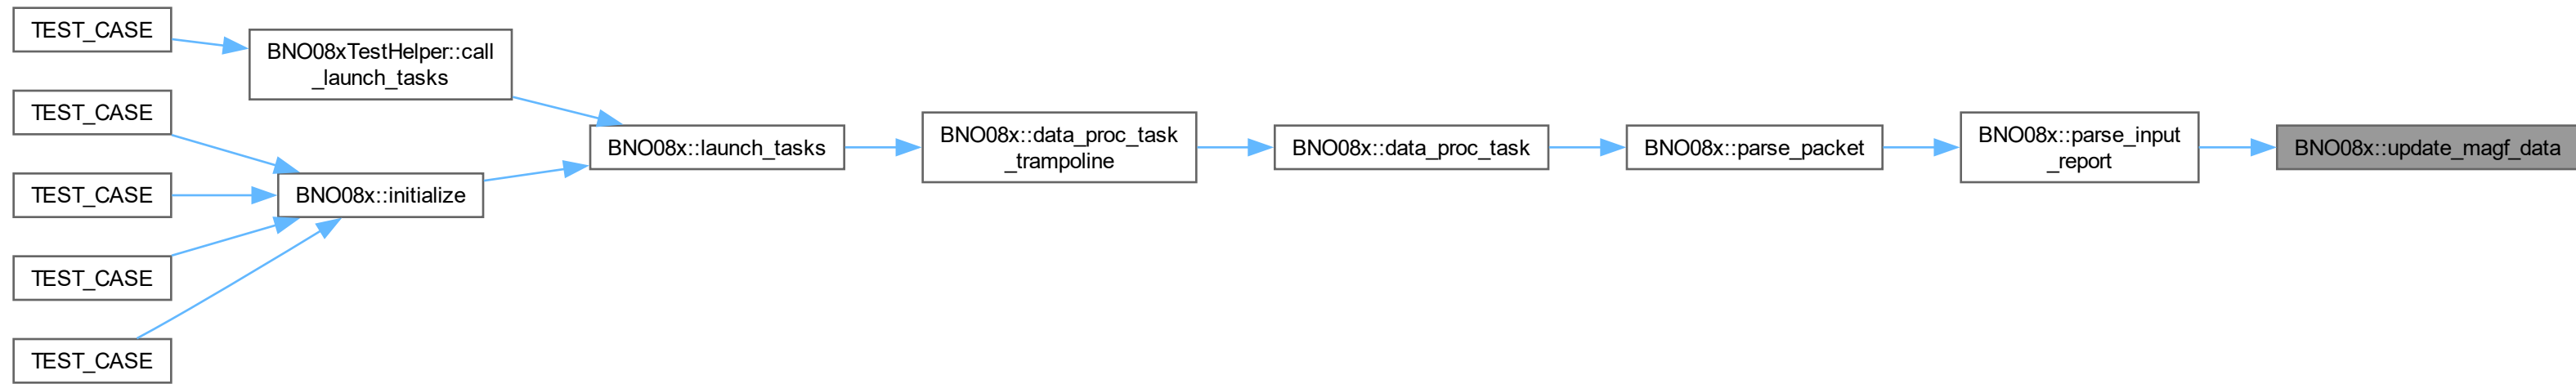 TEST_CASE
BNO08xTestHelper::call
_launch_tasks
TEST_CASE
TEST_CASE
BNO08x::initialize
TEST_CASE
TEST_CASE
BNO08x::launch_tasks
BNO08x::data_proc_task
_trampoline
BNO08x::data_proc_task
BNO08x::parse_packet
BNO08x::parse_input
_report
BNO08x::update_magf_data